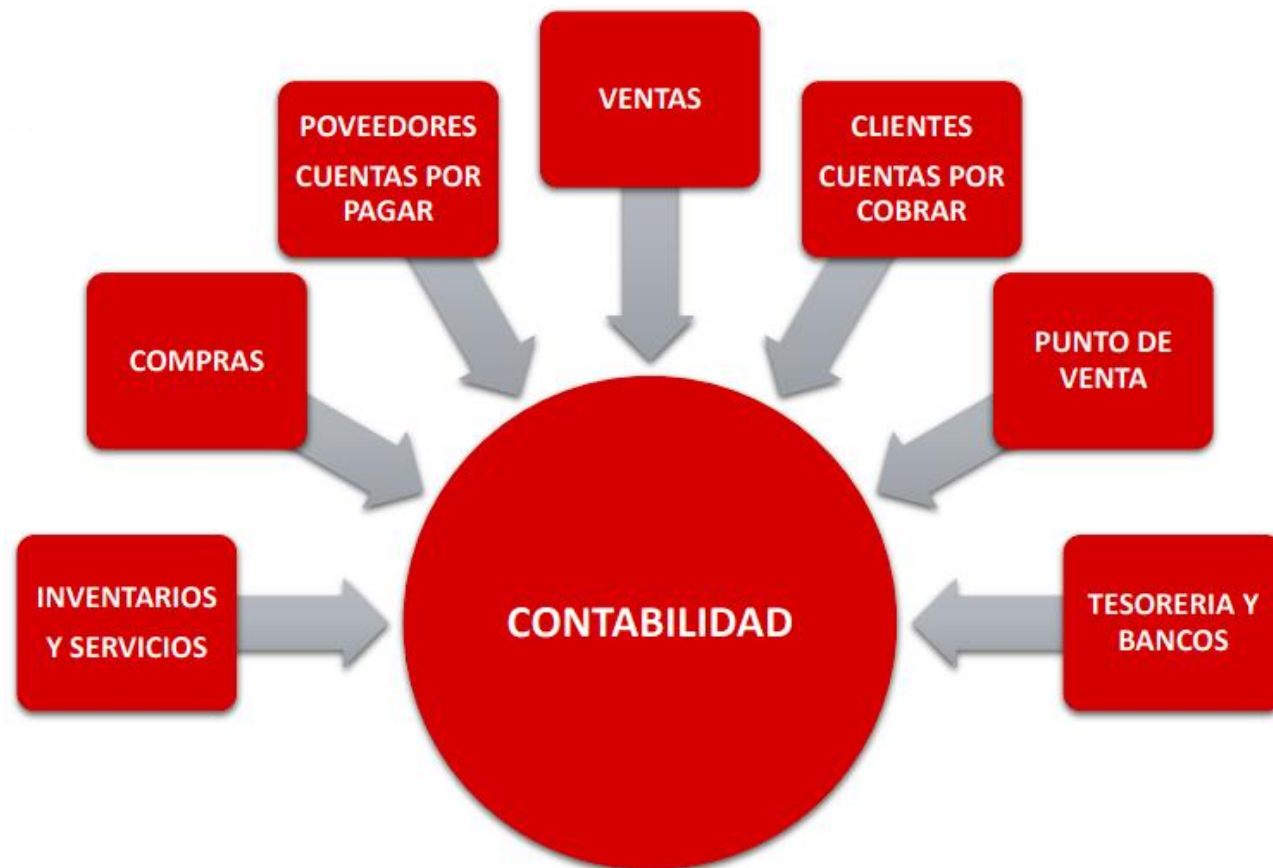 VENTAS
POVEEDORES
CUENTAS POR
PAGAR
CLIENTES
CUENTAS POR
COBRAR
COMPRAS
PUNTO DE
VENTA
INVENTARIOS
Y SERVICIOS
CONTABILIDAD
TESORERIA Y
BANCOS